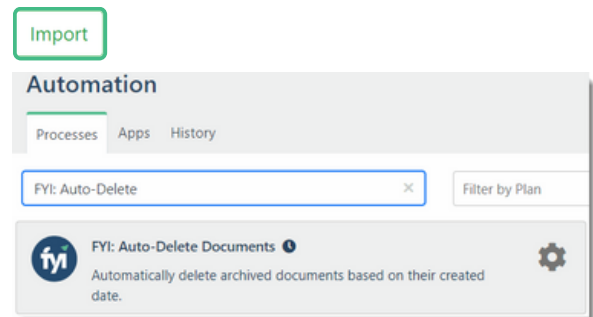 Import
Automation
Processes Apps History
FYI: Auto-Delete × Filter by Plan
fyi FYI: Auto-Delete Documents
Automatically delete archived documents based on their created
date.